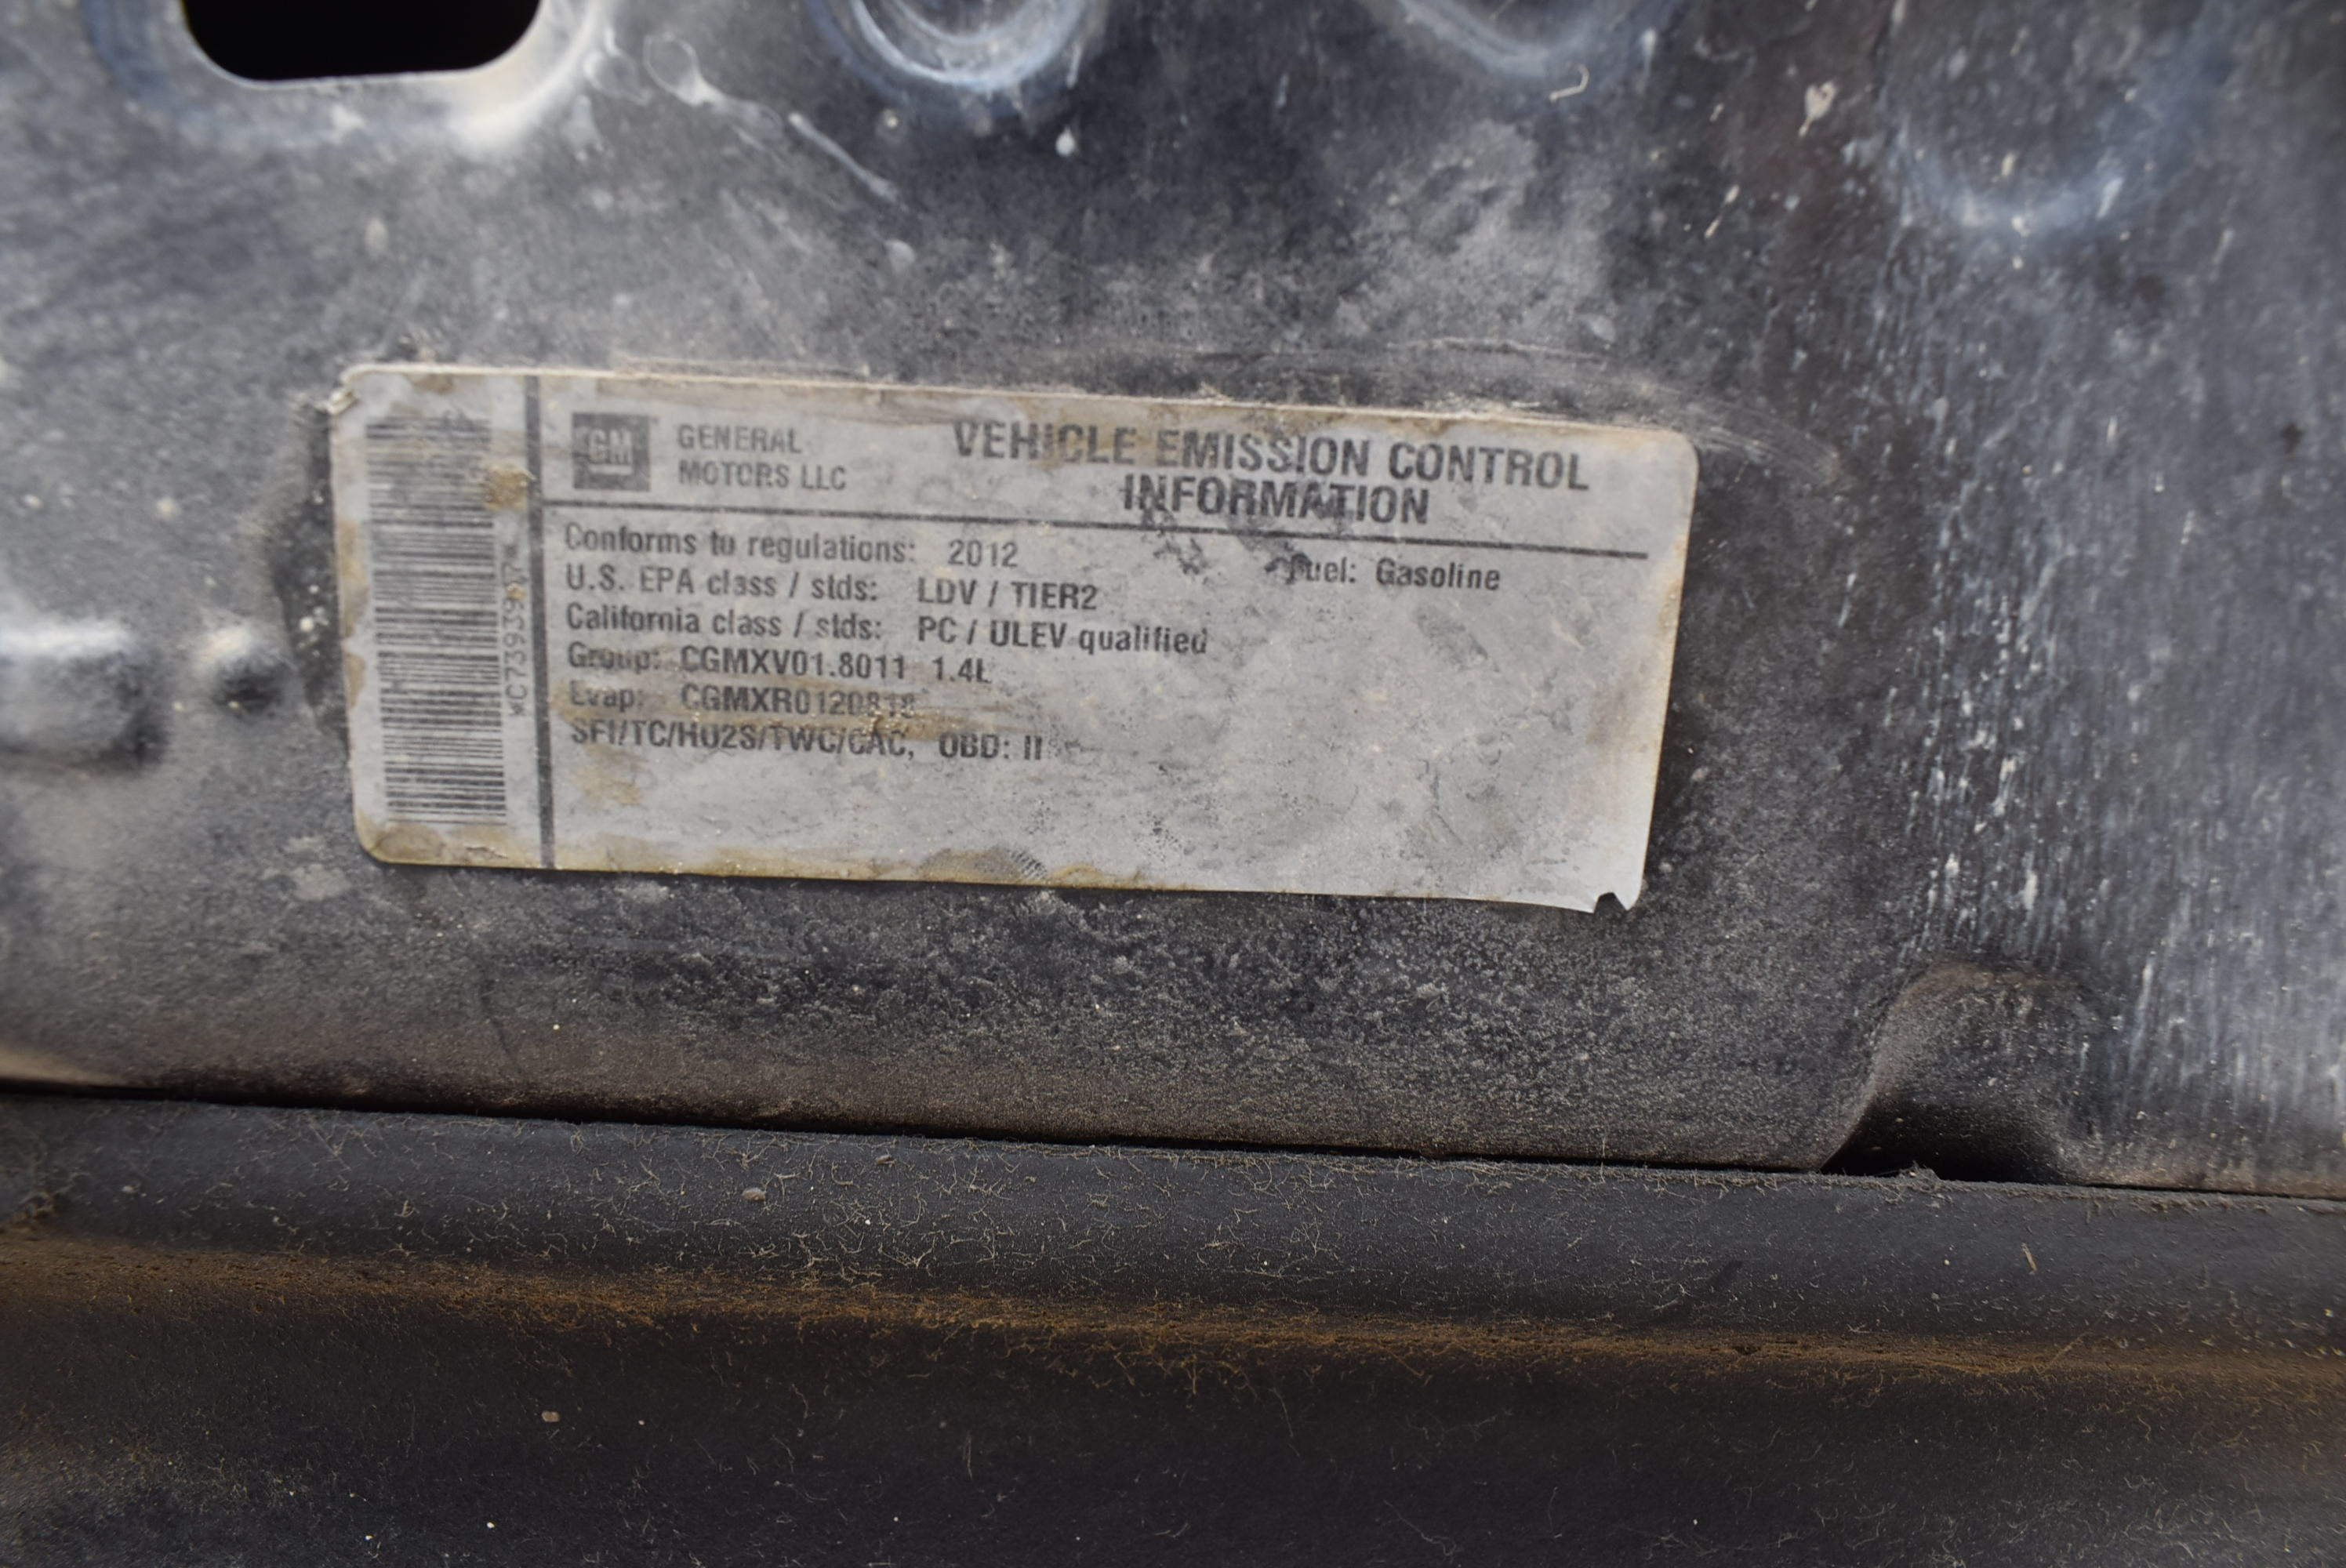 GM
GENERAL
MOTORS LLC
VEHICLE EMISSION CONTROL
INFORMATION
Conforms to regulations: 2012
Fuel: Gasoline
U.S. EPA class / stds: LDV / TIER2
California class / stds: PC / ULEV qualified
Group: CGMXV01.8011 1.4L
Evap:
SFI/TC/HO2S/TWC/CAC, OBD: II